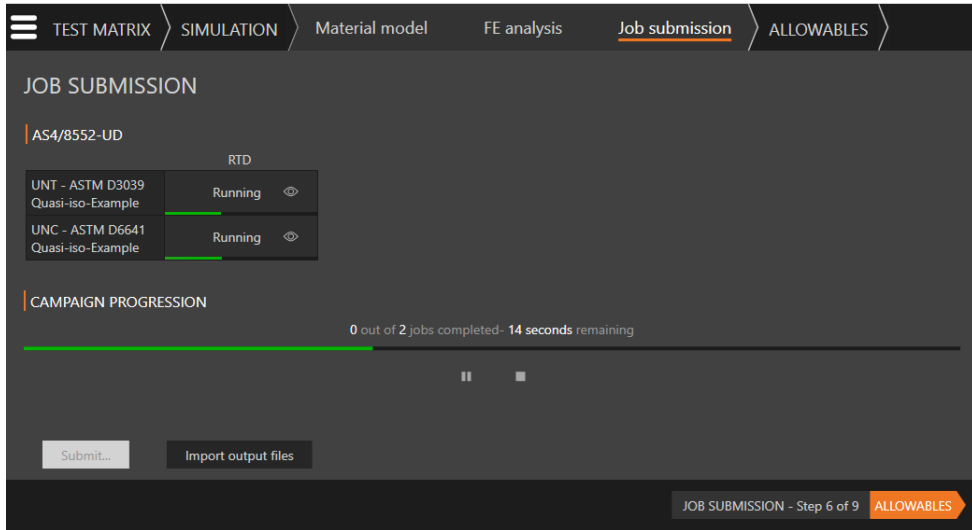 TEST MATRIX SIMULATION Material model FE analysis Job submission ALLOWABLES
JOB SUBMISSION
AS4/8552-UD
RTD
UNT - ASTM D3039
Quasi-iso-Example
Running
UNC - ASTM D6641
Quasi-iso-Example
Running
CAMPAIGN PROGRESSION
0 out of 2 jobs completed- 14 seconds remaining
Submit... Import output files
JOB SUBMISSION - Step 6 of 9 ALLOWABLES